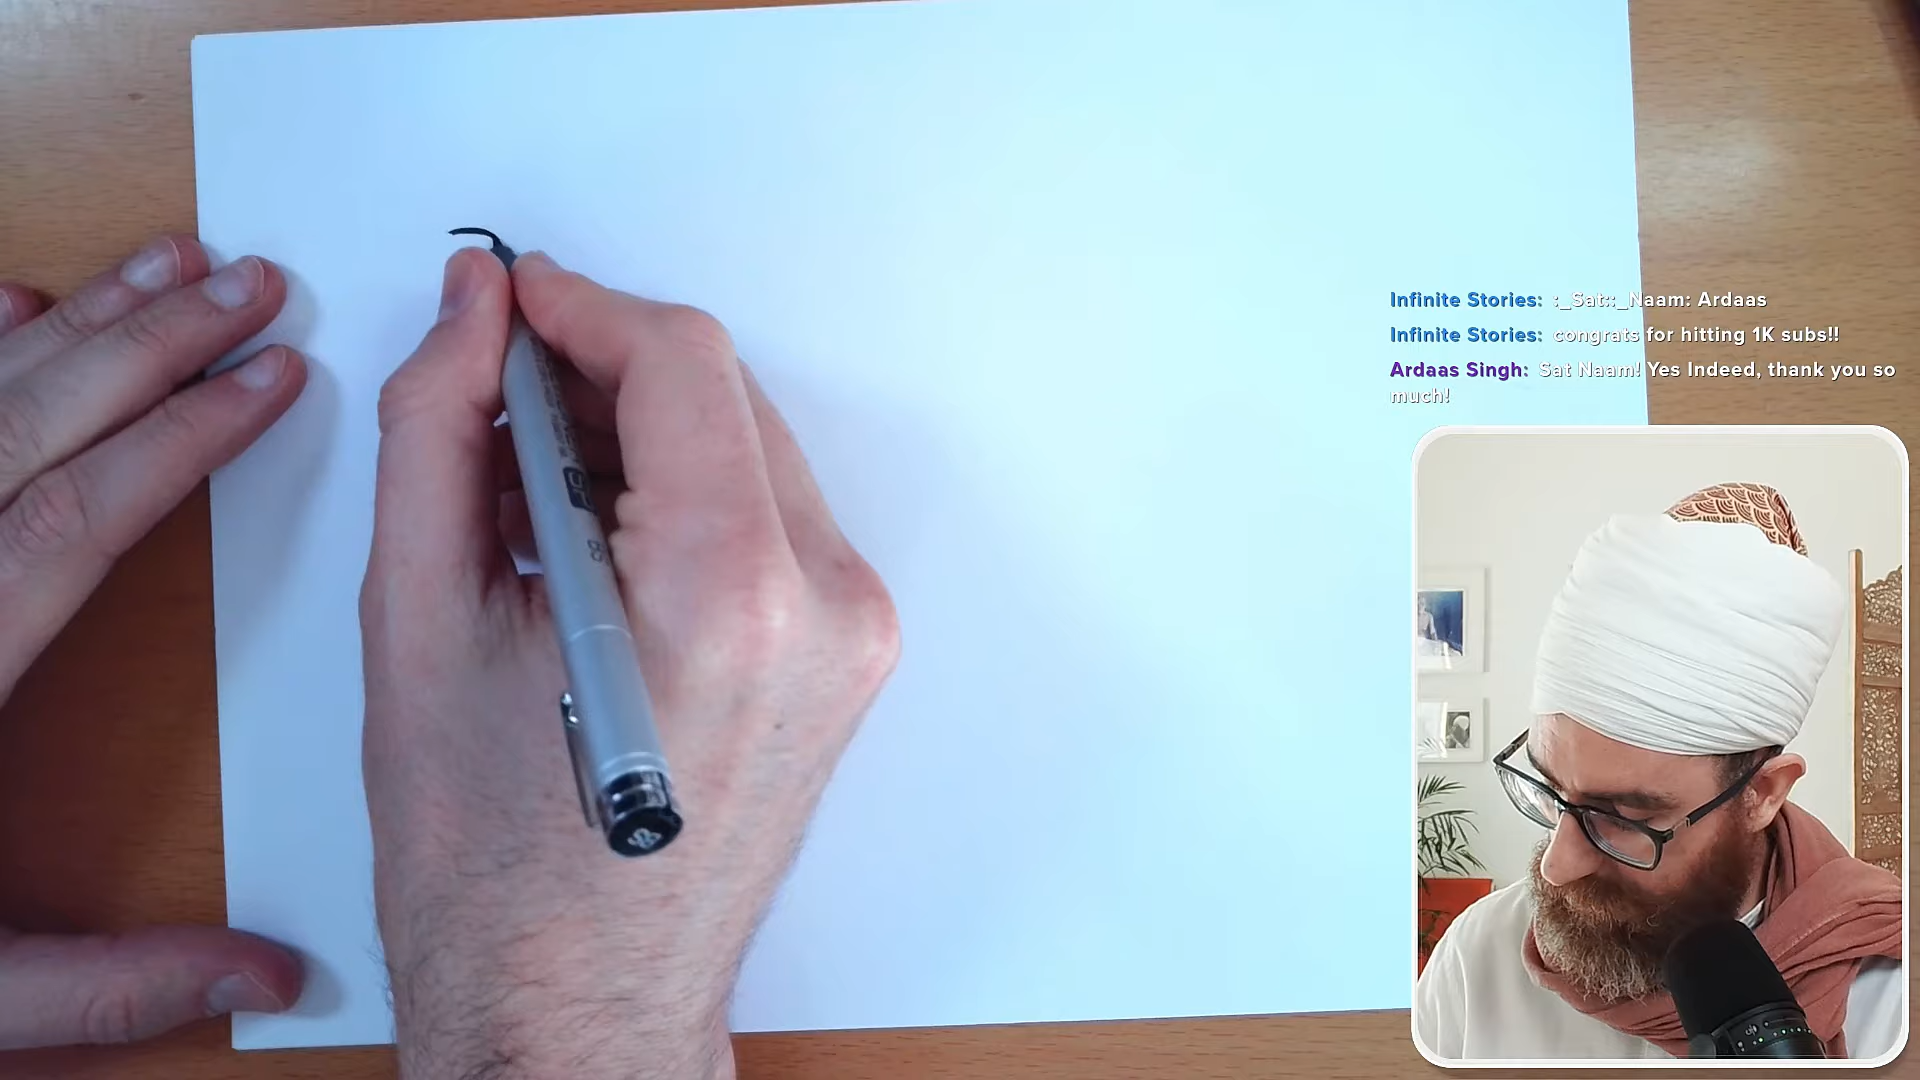 Infinite Stories: :_Sat::_Naam: Ardaas
Infinite Stories: congrats for hitting 1K subs!!
Ardaas Singh: Sat Naam! Yes Indeed, thank you so
much!
08